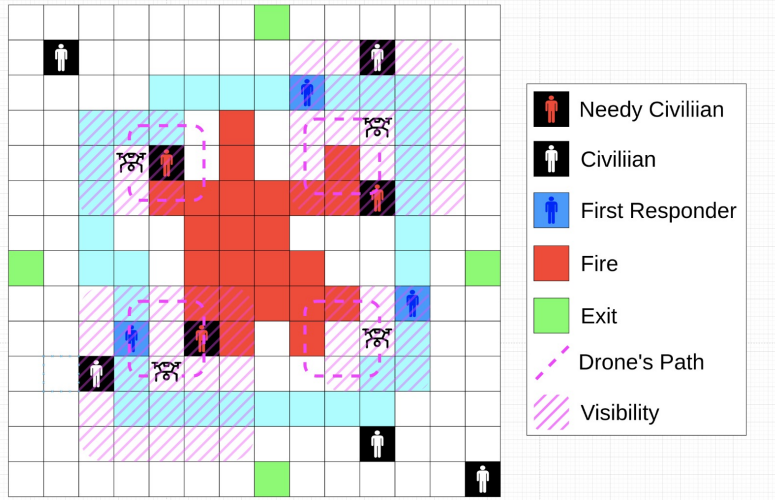 Needy Civiliian
Civiliian
First Responder
Fire
Exit
Drone's Path
Visibility